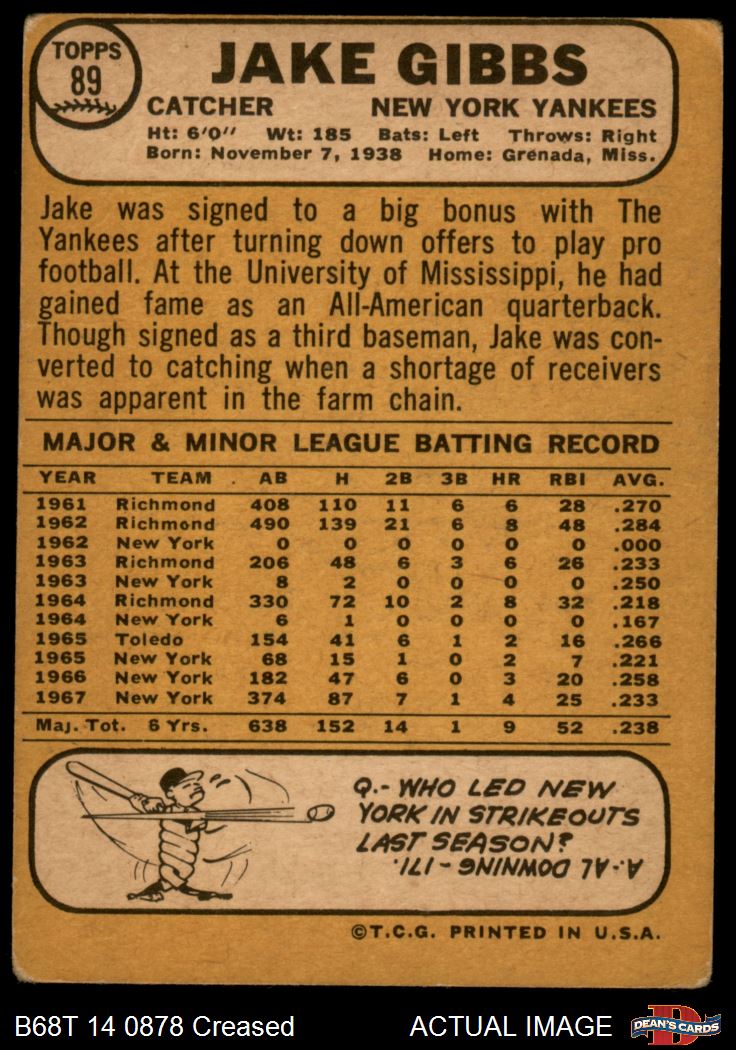 TOPPS
89
JAKE GIBBS
CATCHER NEW YORK YANKEES
Ht: 6'0" Wt: 185 Bats: Left Throws: Right
Born: November 7, 1938 Home: Grenada, Miss.
Jake was signed to a big bonus with The
Yankees after turning down offers to play pro
football. At the University of Mississippi, he had
gained fame as an All-American quarterback.
Though signed as a third baseman, Jake was con-
verted to catching when a shortage of receivers
was apparent in the farm chain.
MAJOR & MINOR LEAGUE BATTING RECORD
YEAR TEAM AB H 2B 3B HR RBI AVG.
1961 Richmond 408 110 11 6 6 28 .270
1962 Richmond 490 139 21 6 8 48 .284
1962 New York 0 0 0 0 0 0 .000
1963 Richmond 206 48 6 3 6 26 .233
1963 New York 8 2 0 0 0 0 .250
1964 Richmond 330 72 10 2 8 32 .218
1964 New York 6 1 0 0 0 0 .167
1965 Toledo 154 41 6 1 2 16 .266
1965 New York 68 15 1 0 2 7 .221
1966 New York 182 47 6 0 3 20 .258
1967 New York 374 87 7 1 4 25 .233
Maj. Tot. 6 Yrs. 638 152 14 1 9 52 .238
Q.- WHO LED NEW
YORK IN STRIKEOUTS
LAST SEASON?
A.- AL DOWNING - 171.
©T.C.G. PRINTED IN U.S.A.
B68T 14 0878 Creased ACTUAL IMAGE
D
DEAN'S CARDS